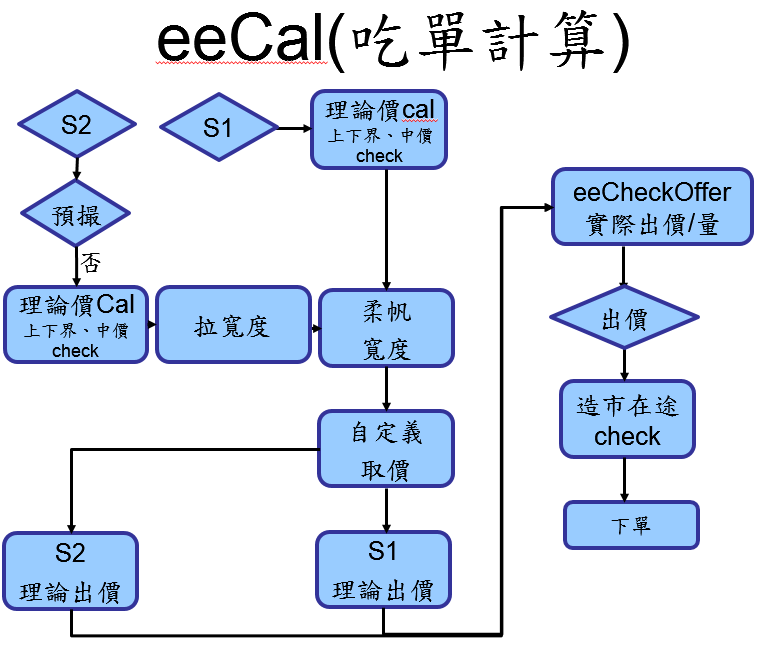 eeCal(吃單計算)
S2
S1
理論價cal
上下界、中價
check
預撮
否
理論價Cal
上下界、中價
check
拉寬度
柔帆
寬度
自定義
取價
S2
理論出價
S1
理論出價
eeCheckOffer
實際出價/量
出價
造市在途
check
下單